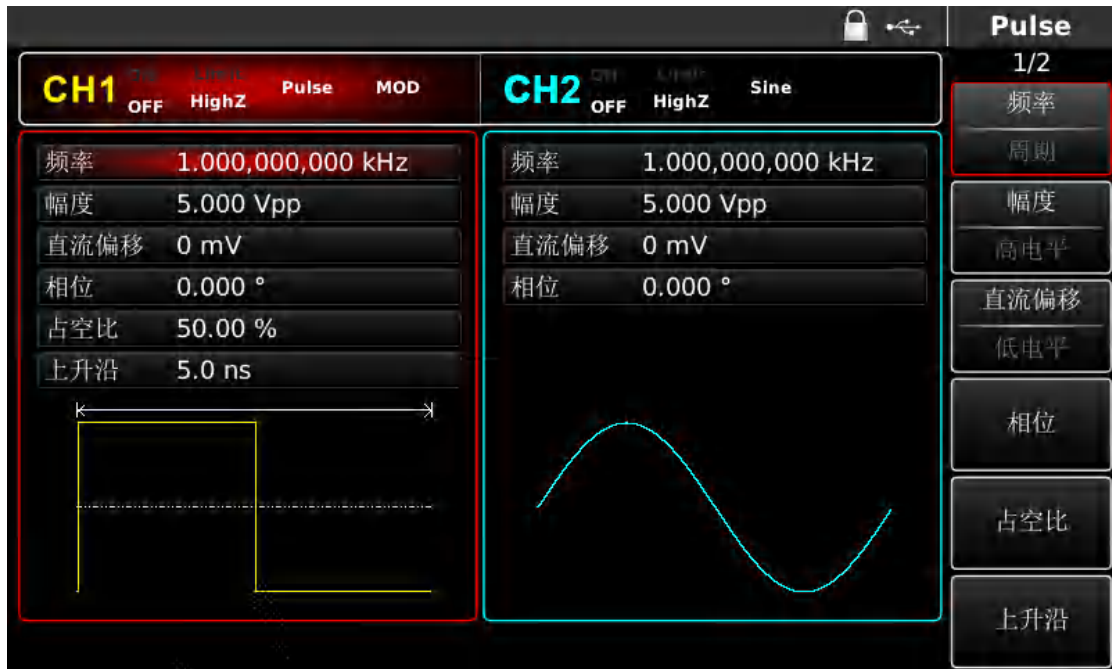 Pulse
1/2
CH1 ON OFF Limit HighZ Pulse MOD
CH2 ON OFF Limit HighZ Sine
频率 1.000,000,000 kHz
幅度 5.000 Vpp
直流偏移 0 mV
相位 0.000 °
占空比 50.00 %
上升沿 5.0 ns
频率 1.000,000,000 kHz
幅度 5.000 Vpp
直流偏移 0 mV
相位 0.000 °
频率
周期
幅度
高电平
直流偏移
低电平
相位
占空比
上升沿